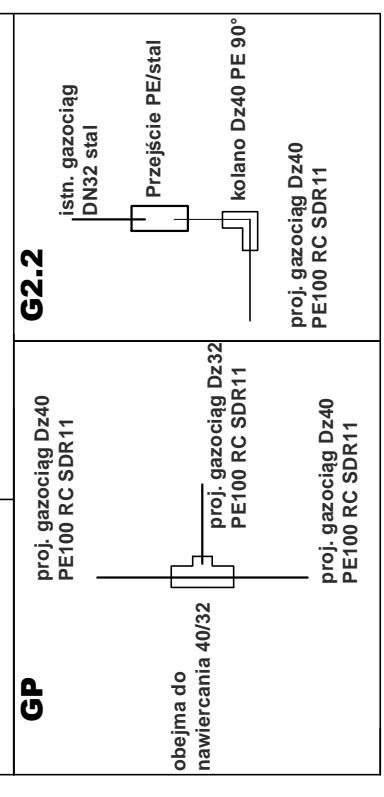 GP
proj. gazociąg Dz40
PE100 RC SDR11
obejma do
nawiercania 40/32
proj. gazociąg Dz32
PE100 RC SDR11
proj. gazociąg Dz40
PE100 RC SDR11
G2.2
istn. gazociąg
DN32 stal
Przejście PE/stal
kolano Dz40 PE 90°
proj. gazociąg Dz40
PE100 RC SDR11